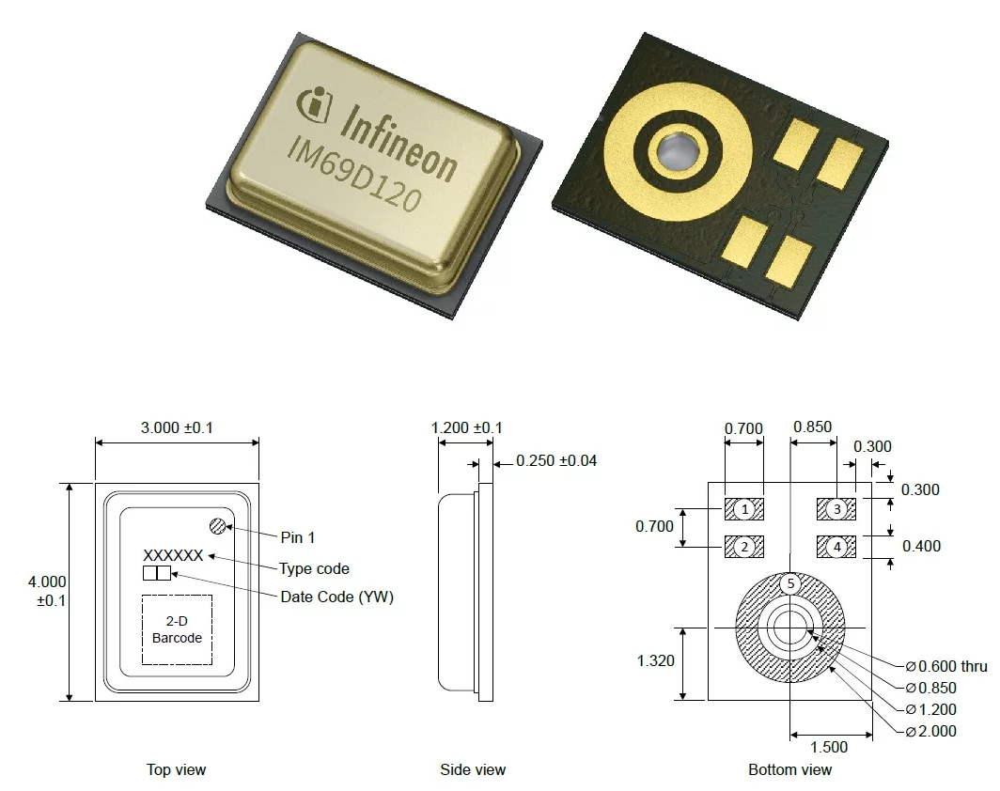 Infineon
IM69D120
3.000 ±0.1
4.000
±0.1
Pin 1
XXXXXX
Type code
Date Code (YW)
2-D
Barcode
Top view
1.200 ±0.1
0.250 ±0.04
Side view
0.700
0.850
0.300
0.300
0.700
0.400
1
3
2
4
5
1.320
Ø0.600 thru
Ø0.850
Ø1.200
Ø2.000
1.500
Bottom view